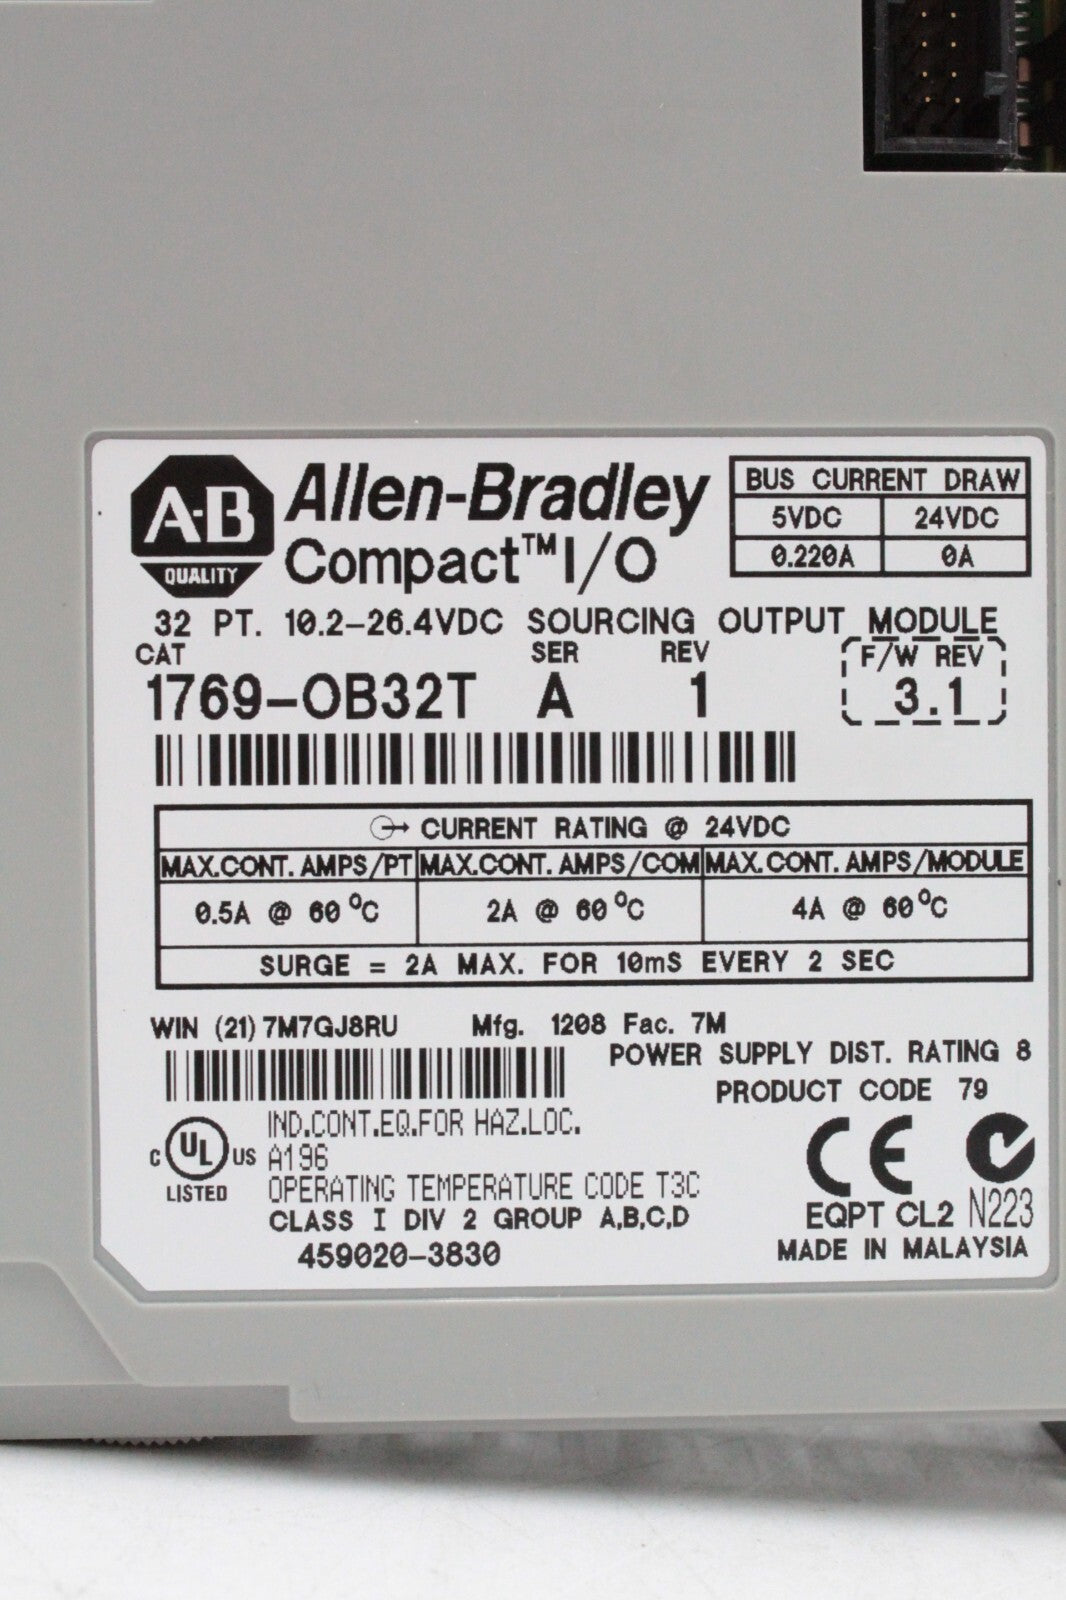 A-B
QUALITY
Allen-Bradley
Compact™ I/O
BUS CURRENT DRAW
5VDC 24VDC
0.220A 0A
32 PT. 10.2-26.4VDC SOURCING OUTPUT MODULE
CAT SER REV F/W REV
1769-OB32T A 1 3.1
CURRENT RATING @ 24VDC
MAX.CONT. AMPS/PT MAX.CONT. AMPS/COM MAX.CONT. AMPS/MODULE
0.5A @ 60°C 2A @ 60°C 4A @ 60°C
SURGE = 2A MAX. FOR 10mS EVERY 2 SEC
WIN (21) 7M7GJ8RU Mfg. 1208 Fac. 7M
POWER SUPPLY DIST. RATING 8
PRODUCT CODE 79
C UL US
LISTED
IND.CONT.EQ.FOR HAZ.LOC.
A196
OPERATING TEMPERATURE CODE T3C
CLASS I DIV 2 GROUP A,B,C,D
459020-3830
CE
EQPT CL2 N223
MADE IN MALAYSIA